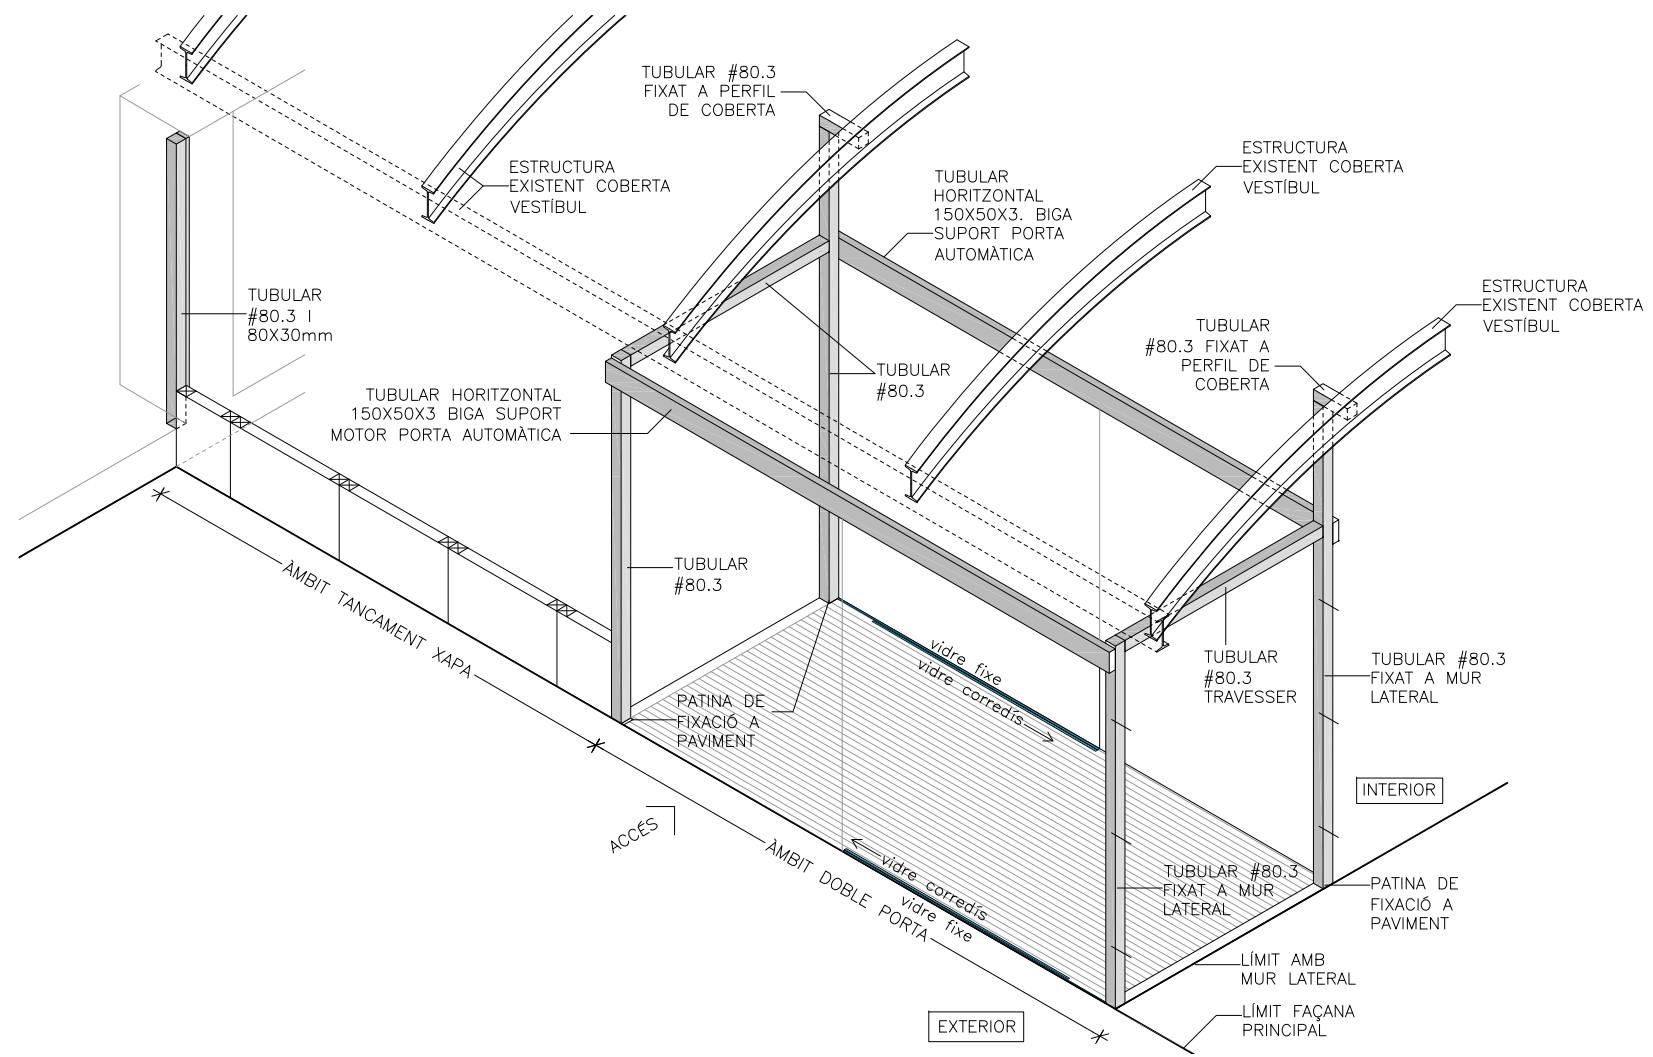 TUBULAR #80.3
FIXAT A PERFIL
DE COBERTA
ESTRUCTURA
EXISTENT COBERTA
VESTÍBUL
ESTRUCTURA
EXISTENT COBERTA
VESTÍBUL
TUBULAR
HORITZONTAL
150X50X3. BIGA
SUPORT PORTA
AUTOMÀTICA
ESTRUCTURA
EXISTENT COBERTA
VESTÍBUL
TUBULAR
#80.3 I
80X30mm
TUBULAR
#80.3 FIXAT A
PERFIL DE
COBERTA
TUBULAR
#80.3
TUBULAR HORITZONTAL
150X50X3 BIGA SUPORT
MOTOR PORTA AUTOMÀTICA
TUBULAR
#80.3
ÀMBIT TANCAMENT XAPA
vidre fixe
vidre corredís
TUBULAR
#80.3
TRAVESSER
TUBULAR #80.3
FIXAT A MUR
LATERAL
PATINA DE
FIXACIÓ A
PAVIMENT
INTERIOR
ACCÉS
ÀMBIT DOBLE PORTA
vidre corredís
vidre fixe
TUBULAR #80.3
FIXAT A MUR
LATERAL
PATINA DE
FIXACIÓ A
PAVIMENT
LÍMIT AMB
MUR LATERAL
LÍMIT FAÇANA
PRINCIPAL
EXTERIOR